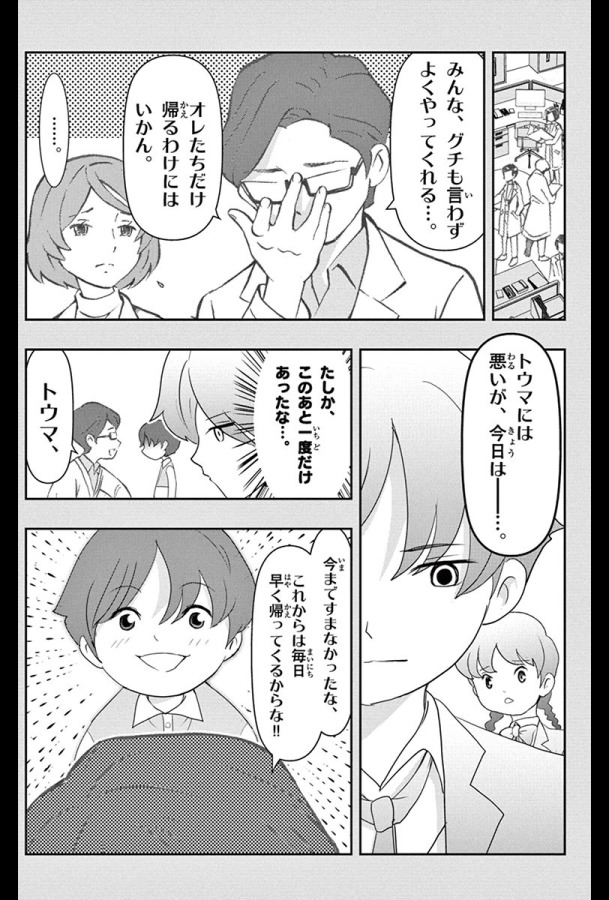 みんな、グチも言わず
よくやってくれる…。
オレたちだけ
帰るわけには
いかん。
……。
トウマには
悪いが、今日は――…。
たしか、
このあと一度だけ
あったな…。
トウマ、
今まですまなかったな、
これからは毎日
早く帰ってくるからな!!